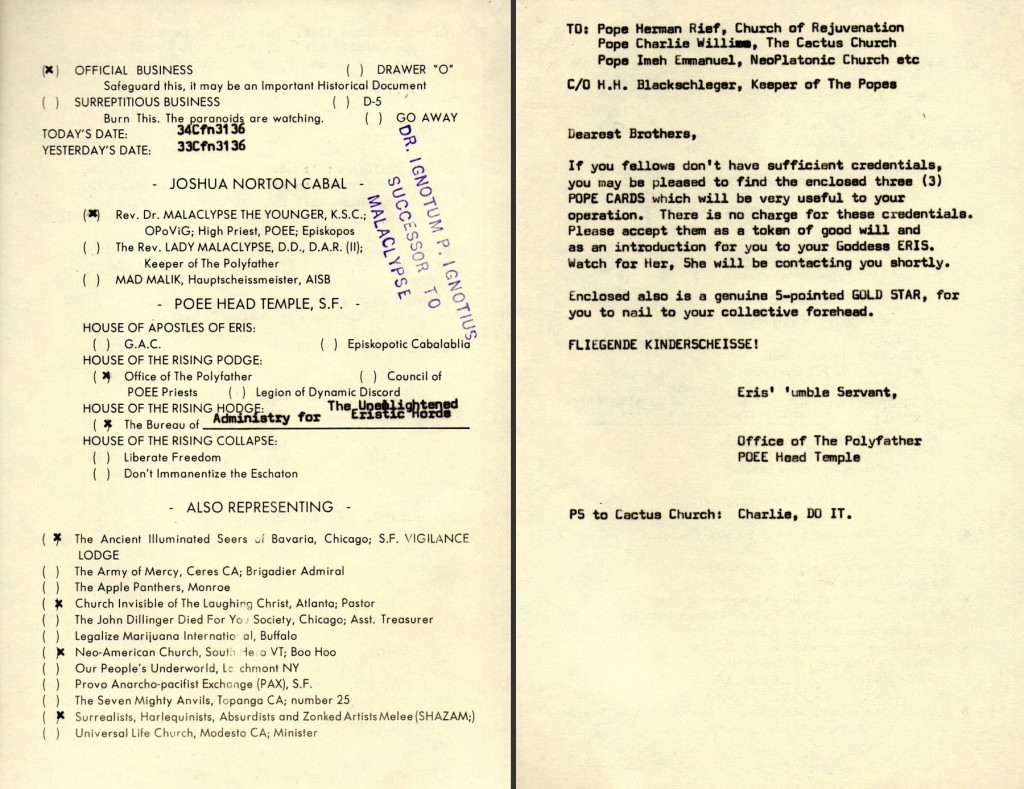 (x) OFFICIAL BUSINESS ( ) DRAWER "O"
Safeguard this, it may be an Important Historical Document
( ) SURREPTITIOUS BUSINESS ( ) D-5
Burn This. The paranoids are watching. ( ) GO AWAY
TODAY'S DATE: 34Cfn3136
YESTERDAY'S DATE: 33Cfn3136
- JOSHUA NORTON CABAL -
(x) Rev. Dr. MALACLYPSE THE YOUNGER, K.S.C.;
OPoViG; High Priest, POEE; Episkopos
( ) The Rev. LADY MALACLYPSE, D.D., D.A.R. (II);
Keeper of The Polyfather
( ) MAD MALIK, Hauptscheissmeister, AISB
DR. IGNOTUM P. IGNOTIUS
SUCCESSOR TO
MALACLYPSE
- POEE HEAD TEMPLE, S.F. -
HOUSE OF APOSTLES OF ERIS:
( ) G.A.C. ( ) Episkopotic Cabalablia
HOUSE OF THE RISING PODGE:
(x) Office of The Polyfather ( ) Council of
POEE Priests ( ) Legion of Dynamic Discord
HOUSE OF THE RISING HODGE: The Unenlightened
(x) The Bureau of Administry for Eristic Horde
HOUSE OF THE RISING COLLAPSE:
( ) Liberate Freedom
( ) Don't Immanentize the Eschaton
- ALSO REPRESENTING -
(x) The Ancient Illuminated Seers of Bavaria, Chicago; S.F. VIGILANCE
LODGE
( ) The Army of Mercy, Ceres CA; Brigadier Admiral
( ) The Apple Panthers, Monroe
(x) Church Invisible of The Laughing Christ, Atlanta; Pastor
( ) The John Dillinger Died For You Society, Chicago; Asst. Treasurer
( ) Legalize Marijuana International, Buffalo
(x) Neo-American Church, South Hero VT; Boo Hoo
( ) Our People's Underworld, Larchmont NY
( ) Provo Anarcho-pacifist Exchange (PAX), S.F.
( ) The Seven Mighty Anvils, Topanga CA; number 25
(x) Surrealists, Harlequinists, Absurdists and Zonked Artists Melee (SHAZAM;)
( ) Universal Life Church, Modesto CA; Minister
TO: Pope Herman Rief, Church of Rejuvenation
Pope Charlie Willims, The Cactus Church
Pope Imeh Emmanuel, NeoPlatonic Church etc
C/O H.H. Blackschleger, Keeper of The Popes
Dearest Brothers,
If you fellows don't have sufficient credentials,
you may be pleased to find the enclosed three (3)
POPE CARDS which will be very useful to your
operation. There is no charge for these credentials.
Please accept them as a token of good will and
as an introduction for you to your Goddess ERIS.
Watch for Her, She will be contacting you shortly.
Enclosed also is a genuine 5-pointed GOLD STAR, for
you to nail to your collective forehead.
FLIEGENDE KINDERSCHEISSE!
Eris' 'umble Servant,
Office of The Polyfather
POEE Head Temple
PS to Cactus Church: Charlie, DO IT.